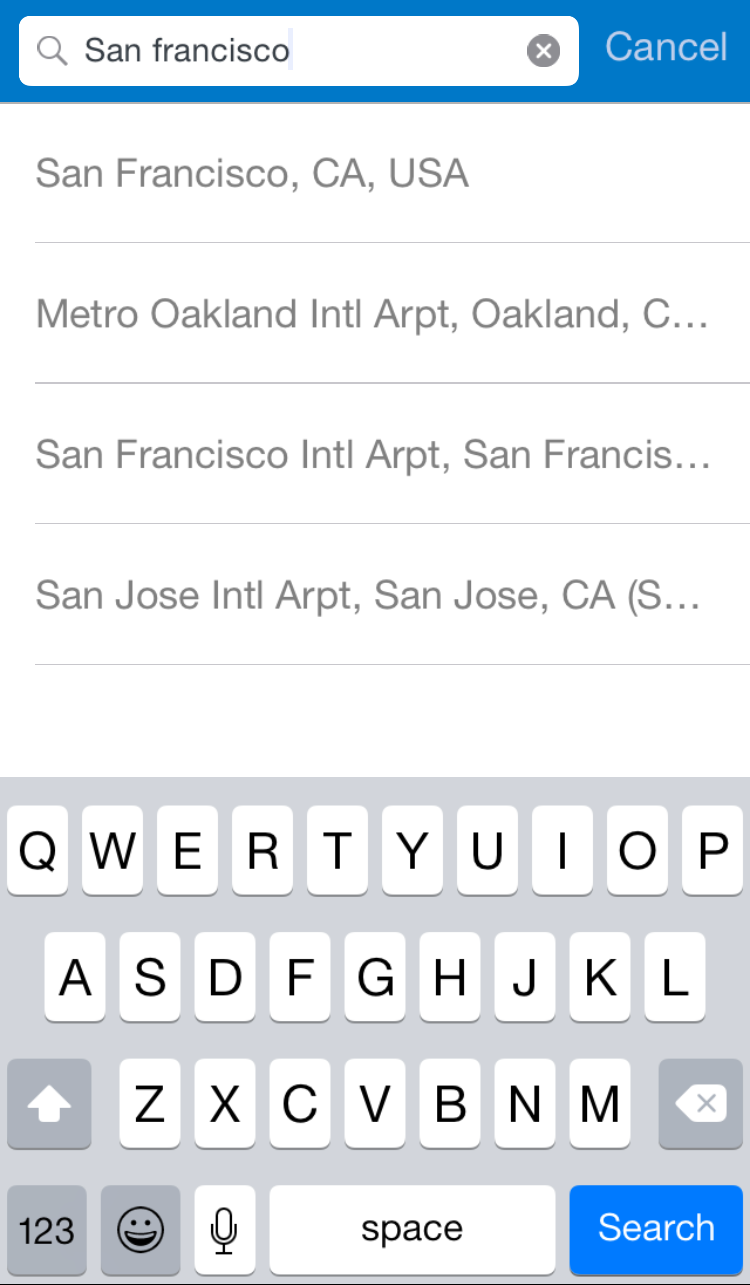 San francisco Cancel
San Francisco, CA, USA
Metro Oakland Intl Arpt, Oakland, C...
San Francisco Intl Arpt, San Francis...
San Jose Intl Arpt, San Jose, CA (S...
Q W E R T Y U I O P
A S D F G H J K L
Z X C V B N M
123 space Search